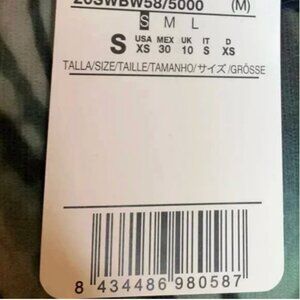 20SWBW58/5000 (M)
S M L
S USA XS MEX 30 UK 10 IT S D XS
TALLA/SIZE/TAILLE/TAMANHO/サイズ/GRÖSSE
8 434486 980587